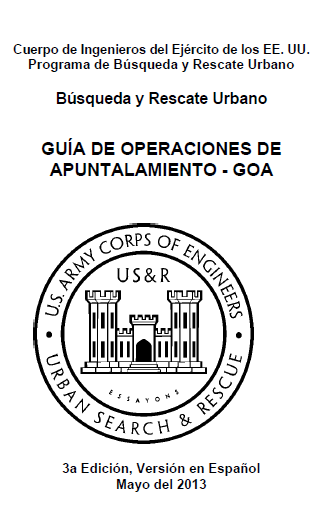 Cuerpo de Ingenieros del Ejército de los EE. UU.
Programa de Búsqueda y Rescate Urbano
Búsqueda y Rescate Urbano
GUÍA DE OPERACIONES DE
APUNTALAMIENTO - GOA
U.S. ARMY CORPS OF ENGINEERS
US&R
ESSAYONS
• URBAN SEARCH & RESCUE •
3a Edición, Versión en Español
Mayo del 2013